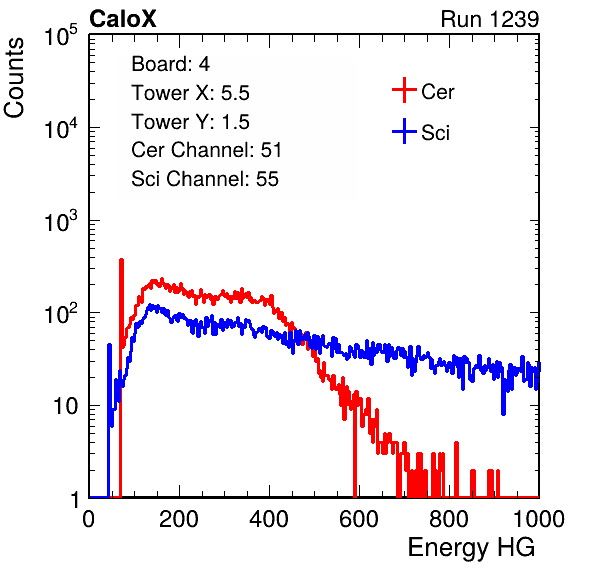 CaloX Run 1239
Counts
10^5
10^4
10^3
10^2
10
1
Board: 4
Tower X: 5.5
Tower Y: 1.5
Cer Channel: 51
Sci Channel: 55
Cer
Sci
0 200 400 600 800 1000
Energy HG